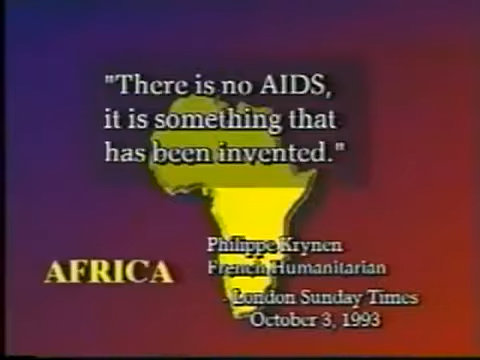 "There is no AIDS,
it is something that
has been invented."
Philippe Krynen
French Humanitarian
AFRICA
- London Sunday Times
October 3, 1993